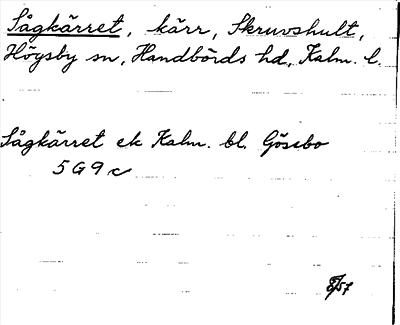 Sågkärret, kärr, Skruvshult,
Högsby sn, Handbörds hd, Kalm. l.
Sågkärret ek Kalm. bl. Gösebo
5G9c